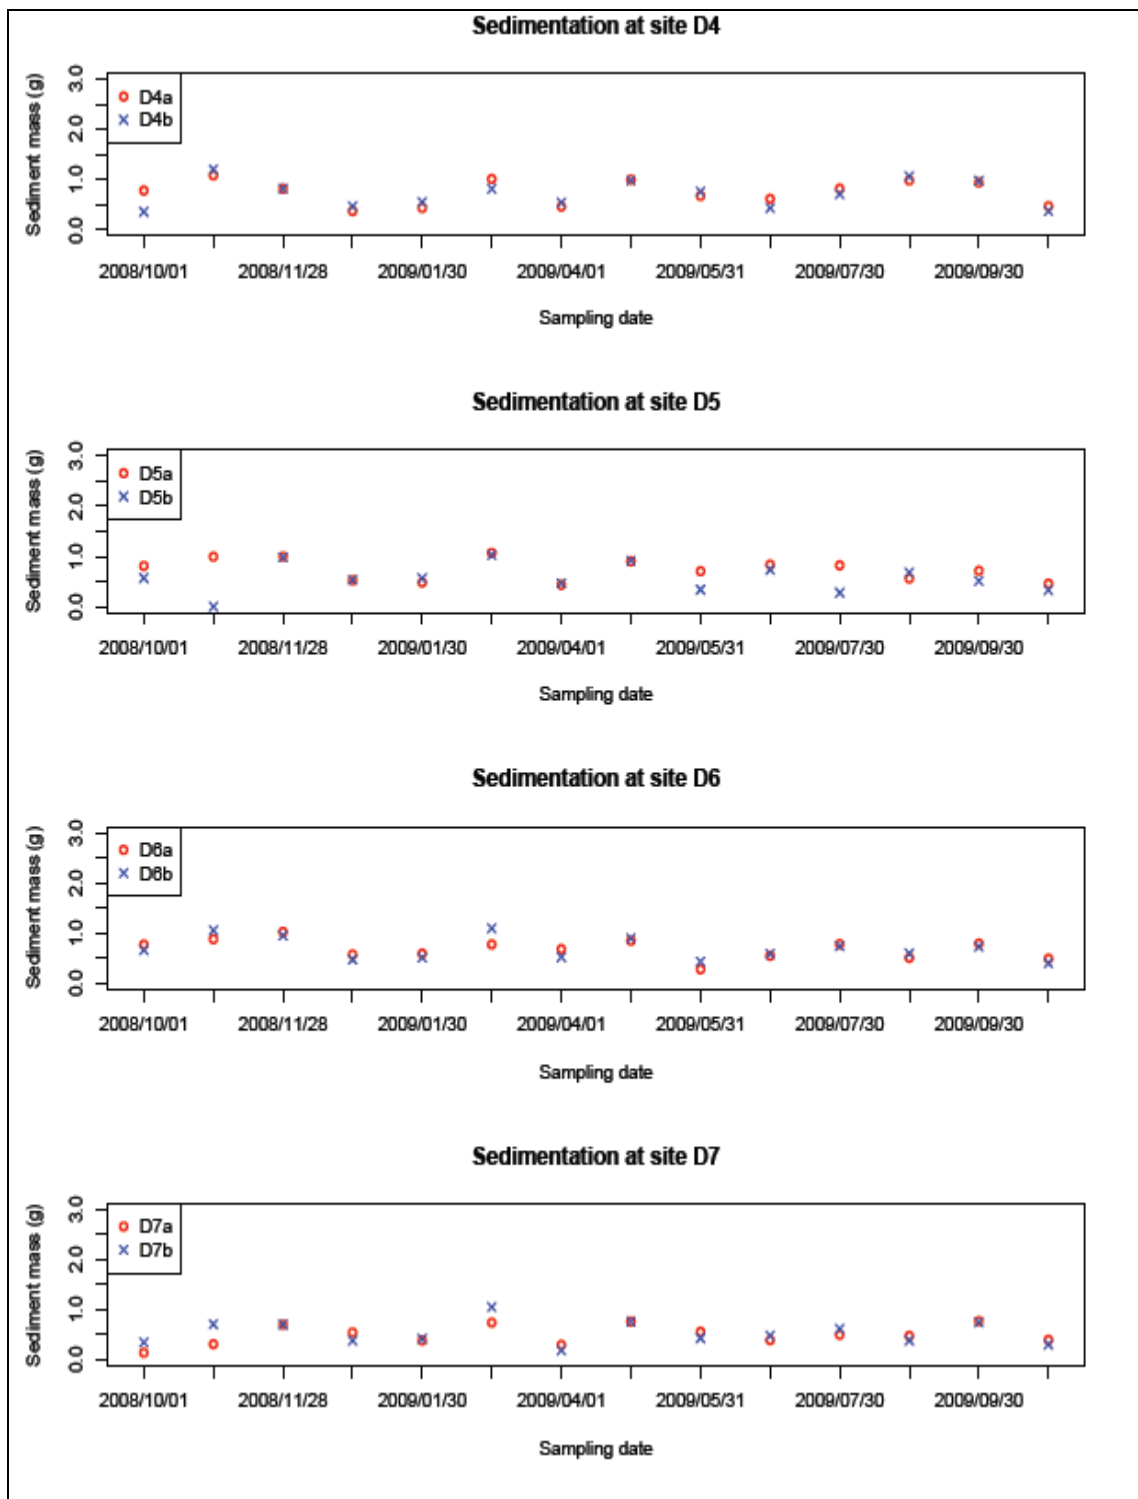 Sedimentation at site D4
Sediment mass (g)
3.0
2.0
1.0
0.0
D4a
D4b
2008/10/01 2008/11/28 2009/01/30 2009/04/01 2009/05/31 2009/07/30 2009/09/30
Sampling date
Sedimentation at site D5
Sediment mass (g)
3.0
2.0
1.0
0.0
D5a
D5b
2008/10/01 2008/11/28 2009/01/30 2009/04/01 2009/05/31 2009/07/30 2009/09/30
Sampling date
Sedimentation at site D6
Sediment mass (g)
3.0
2.0
1.0
0.0
D6a
D6b
2008/10/01 2008/11/28 2009/01/30 2009/04/01 2009/05/31 2009/07/30 2009/09/30
Sampling date
Sedimentation at site D7
Sediment mass (g)
3.0
2.0
1.0
0.0
D7a
D7b
2008/10/01 2008/11/28 2009/01/30 2009/04/01 2009/05/31 2009/07/30 2009/09/30
Sampling date